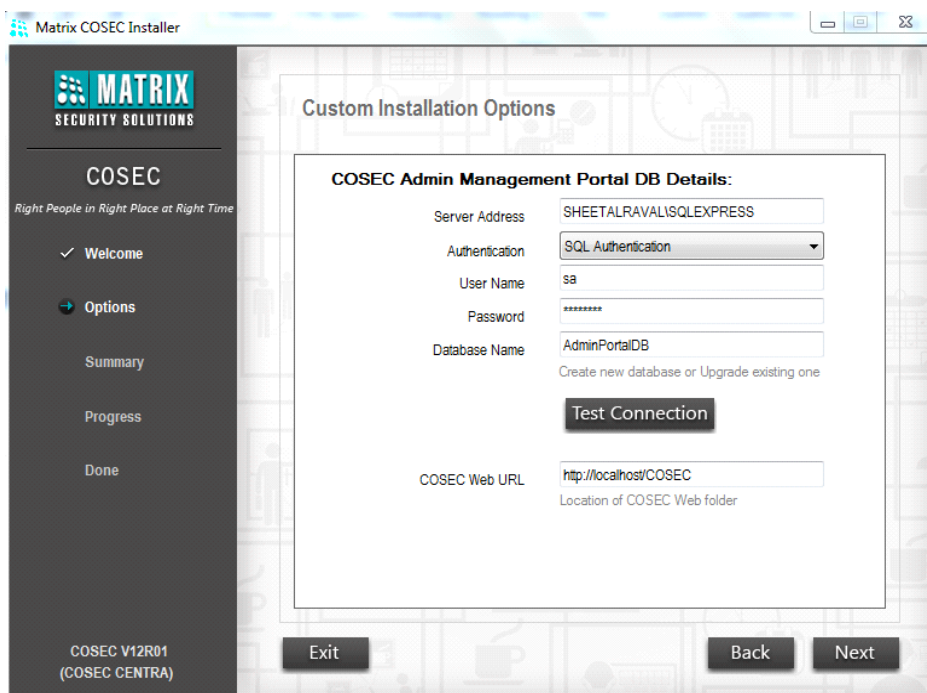 Matrix COSEC Installer
MATRIX
SECURITY SOLUTIONS
COSEC
Right People in Right Place at Right Time
Welcome
Options
Summary
Progress
Done
COSEC V12R01
(COSEC CENTRA)
Custom Installation Options
COSEC Admin Management Portal DB Details:
Server Address SHEETALRAVAL\SQLEXPRESS
Authentication SQL Authentication
User Name sa
Password ********
Database Name AdminPortalDB
Create new database or Upgrade existing one
Test Connection
COSEC Web URL http://localhost/COSEC
Location of COSEC Web folder
Exit Back Next